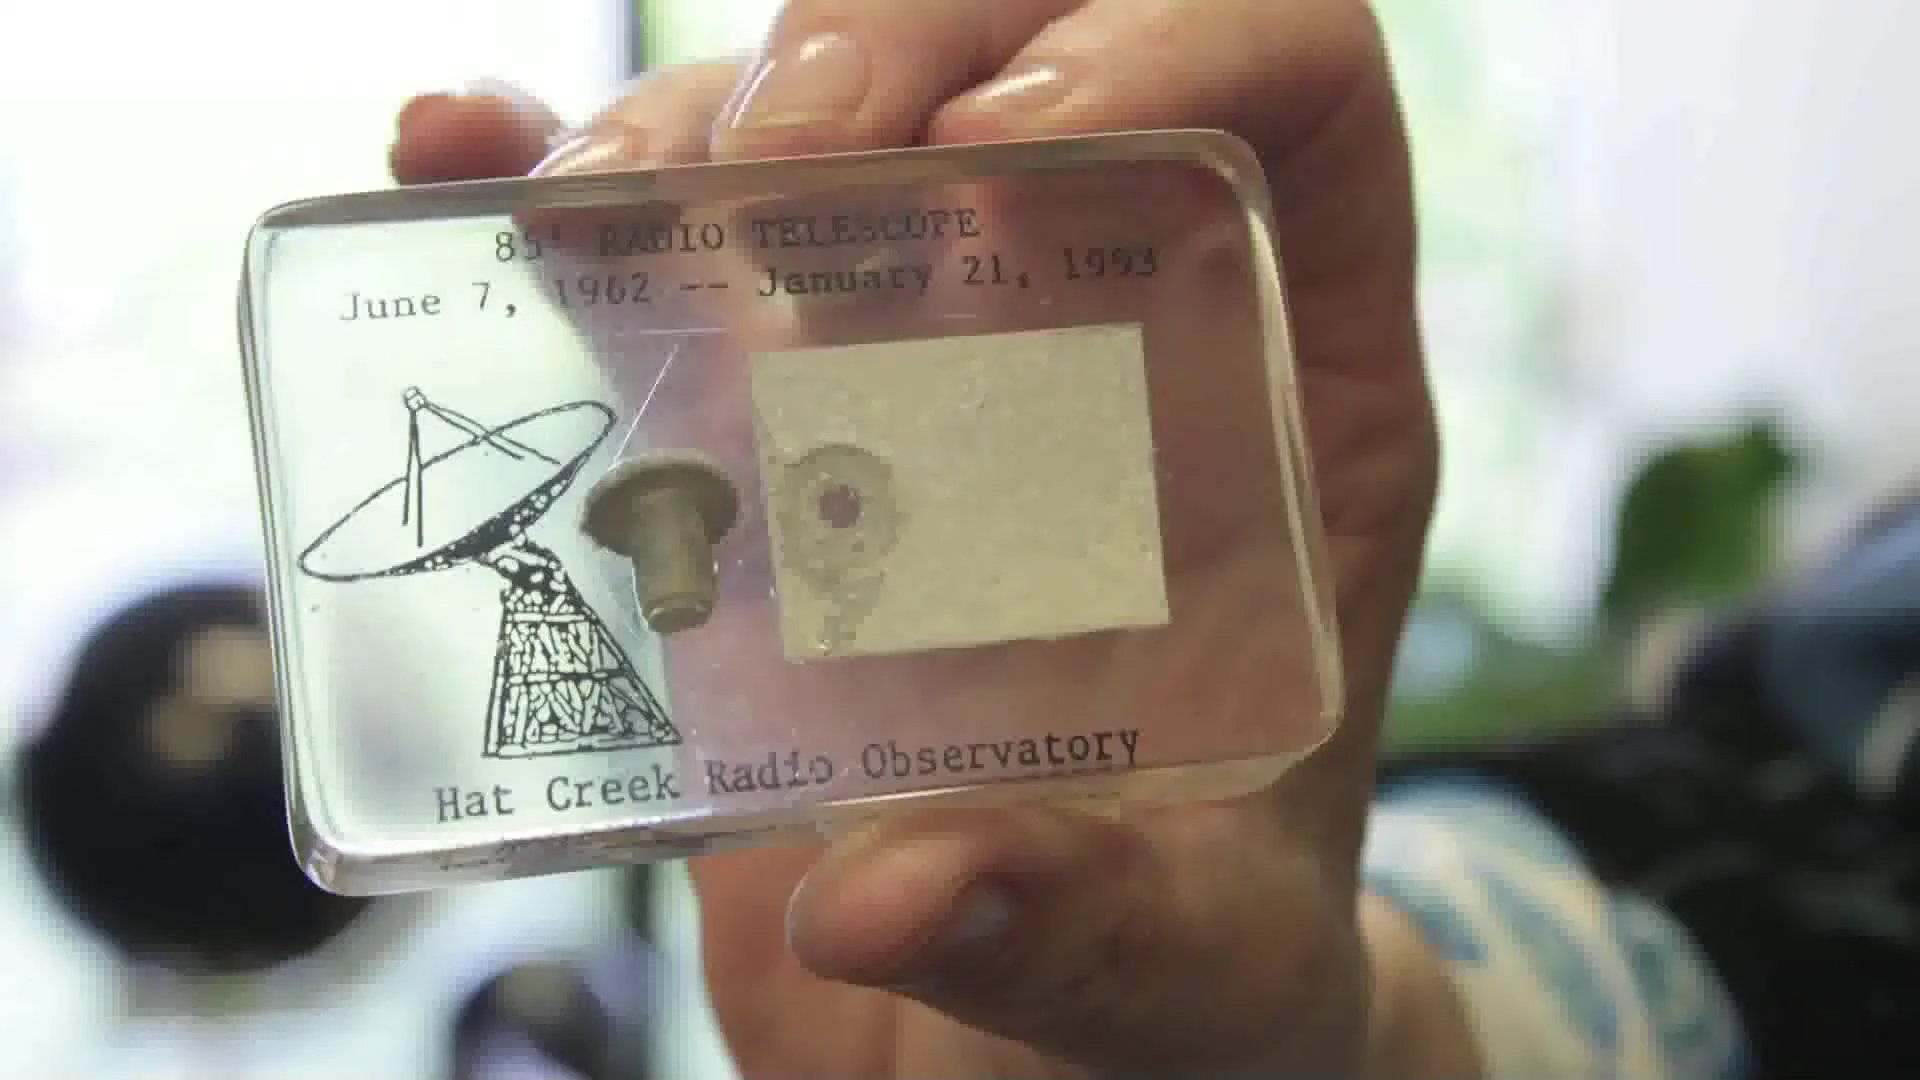 85' RADIO TELESCOPE
June 7, 1962 -- January 21, 1993
Hat Creek Radio Observatory